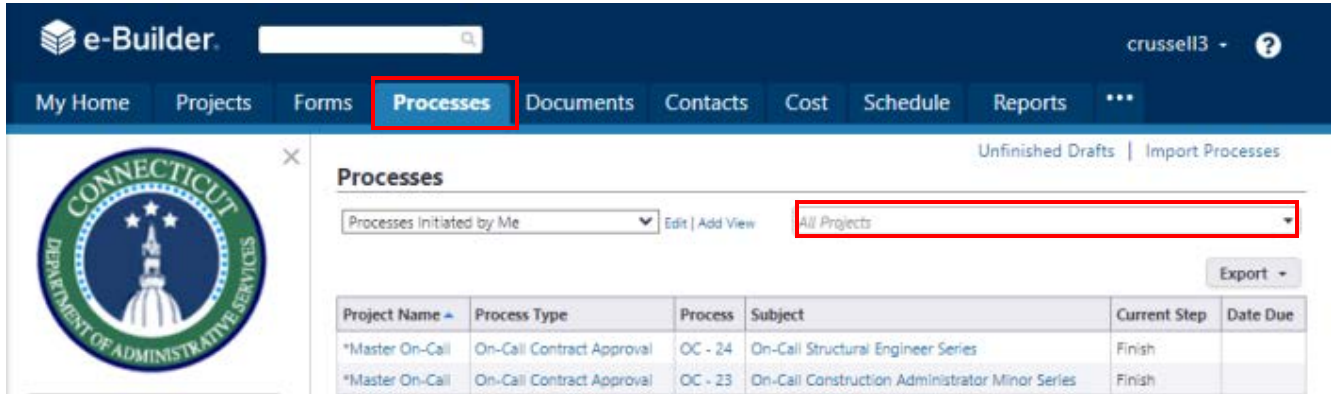 e-Builder.
crussell3
?
My Home Projects Forms Processes Documents Contacts Cost Schedule Reports •••
Unfinished Drafts | Import Processes
CONNECTICUT
DEPARTMENT OF ADMINISTRATIVE SERVICES
Processes
Processes Initiated by Me Edit | Add View All Projects
Export
Project Name Process Type Process Subject Current Step Date Due
*Master On-Call On-Call Contract Approval OC - 24 On-Call Structural Engineer Series Finish
*Master On-Call On-Call Contract Approval OC - 23 On-Call Construction Administrator Minor Series Finish